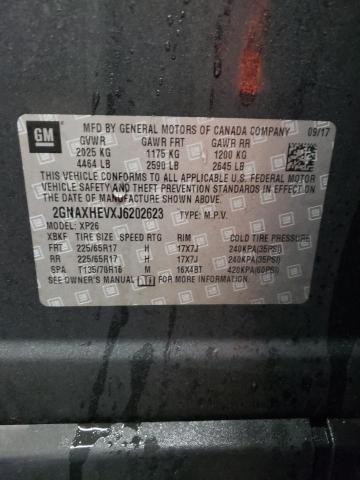 GM
MFD BY GENERAL MOTORS OF CANADA COMPANY 09/17
GVWR GAWR FRT GAWR RR
2025 KG 1175 KG 1200 KG
4464 LB 2590 LB 2645 LB
THIS VEHICLE CONFORMS TO ALL APPLICABLE U.S. FEDERAL MOTOR
VEHICLE SAFETY STANDARDS IN EFFECT ON
THE DATE OF MANUFACTURE SHOWN ABOVE.
2GNAXHEVXJ6202623 TYPE: M.P.V.
MODEL: XP26
XBKF TIRE SIZE SPEED RTG RIM COLD TIRE PRESSURE
FRT 225/65R17 H 17X7J 240KPA(35PSI)
RR 225/65R17 H 17X7J 240KPA(35PSI)
SPA T135/70R16 M 16X4BT 420KPA(60PSI)
SEE OWNER'S MANUAL FOR MORE INFORMATION.